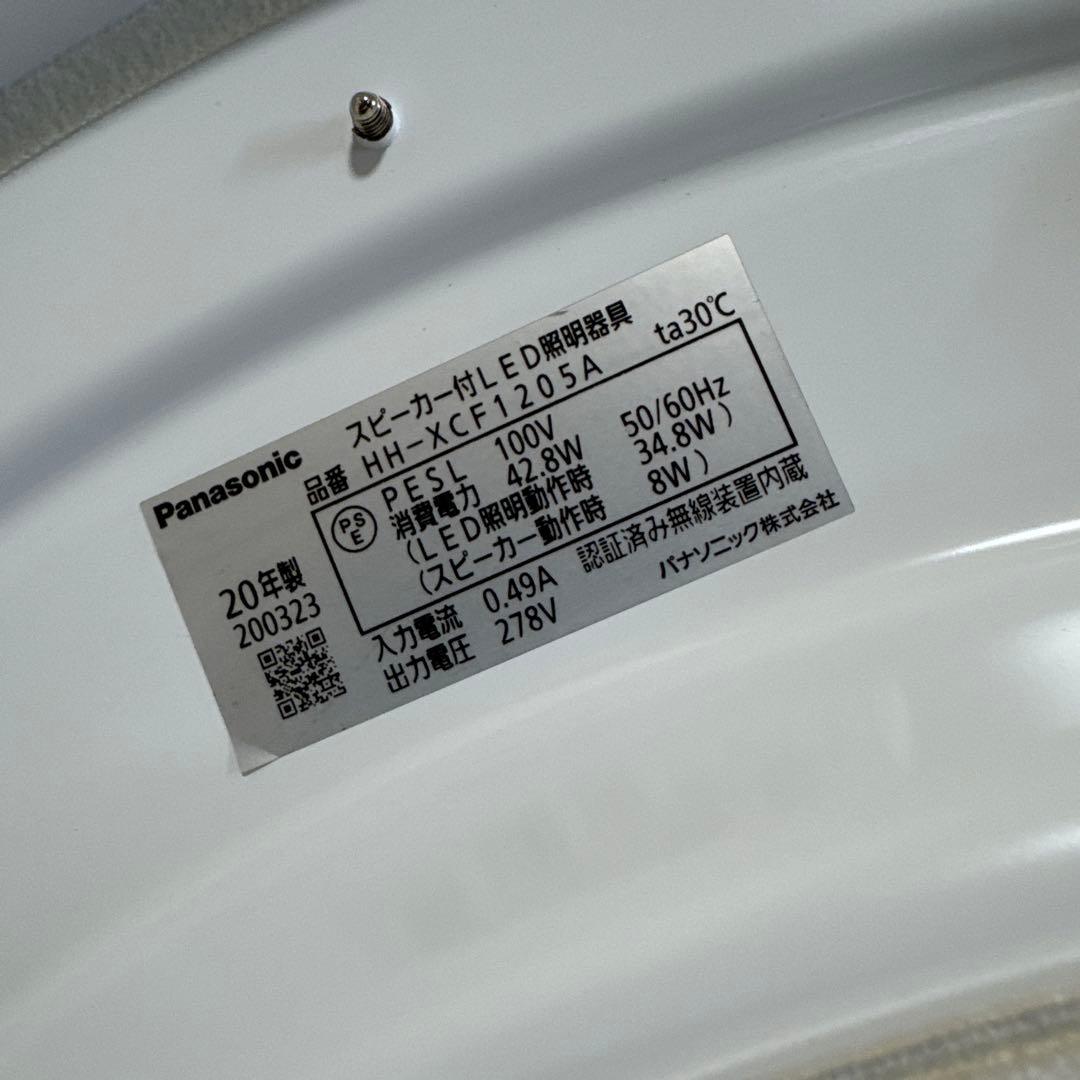 Panasonic
スピーカー付LED照明器具
品番 HH-XCF1205A ta30℃
PS
E
PESL 100V 50/60Hz
消費電力 42.8W
(LED照明動作時 34.8W)
(スピーカー動作時 8W)
20年製
200323
入力電流 0.49A 認証済み無線装置内蔵
出力電圧 278V パナソニック株式会社